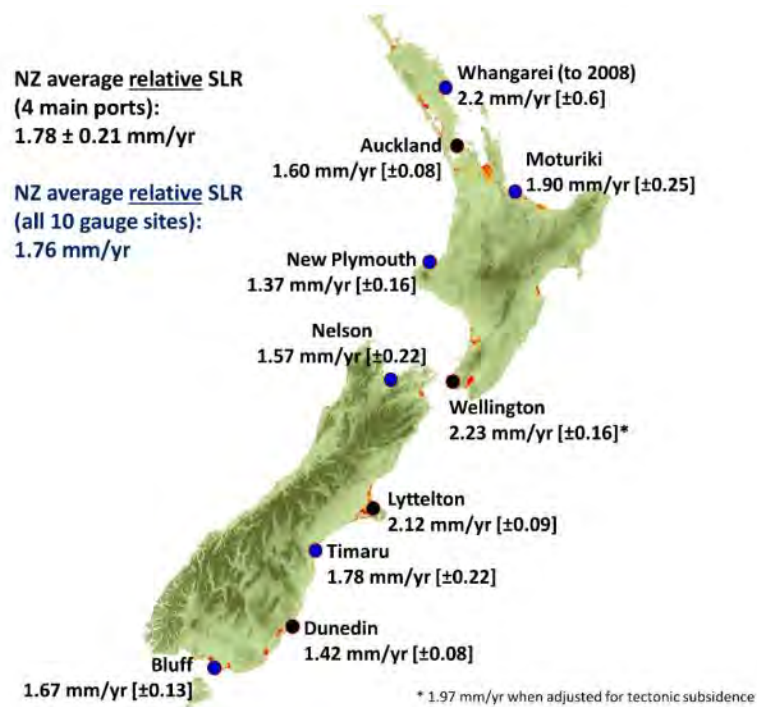 NZ average relative SLR
(4 main ports):
1.78 ± 0.21 mm/yr
NZ average relative SLR
(all 10 gauge sites):
1.76 mm/yr
Whangarei (to 2008)
2.2 mm/yr [±0.6]
Auckland
1.60 mm/yr [±0.08]
Moturiki
1.90 mm/yr [±0.25]
New Plymouth
1.37 mm/yr [±0.16]
Nelson
1.57 mm/yr [±0.22]
Wellington
2.23 mm/yr [±0.16]*
Lyttelton
2.12 mm/yr [±0.09]
Timaru
1.78 mm/yr [±0.22]
Dunedin
1.42 mm/yr [±0.08]
Bluff
1.67 mm/yr [±0.13]
* 1.97 mm/yr when adjusted for tectonic subsidence